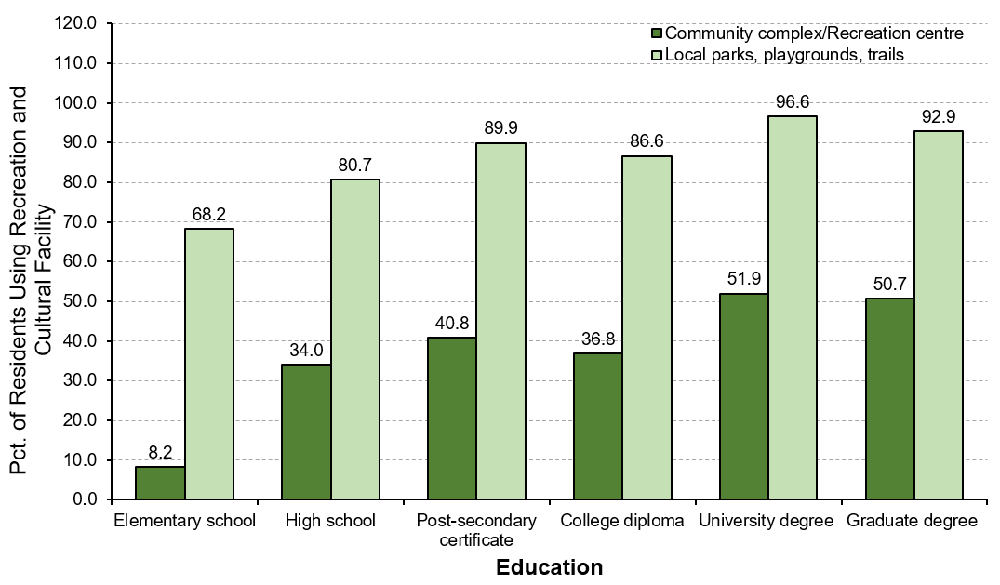 120.0
110.0
100.0
90.0
80.0
70.0
60.0
50.0
40.0
30.0
20.0
10.0
0.0
Pct. of Residents Using Recreation and
Cultural Facility
Community complex/Recreation centre
Local parks, playgrounds, trails
8.2
68.2
34.0
80.7
40.8
89.9
36.8
86.6
51.9
96.6
50.7
92.9
Elementary school
High school
Post-secondary
certificate
College diploma
University degree
Graduate degree
Education